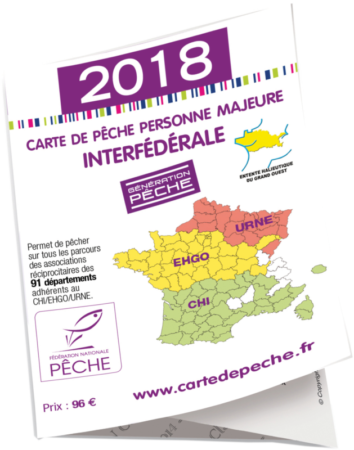 2018
CARTE DE PÊCHE PERSONNE MAJEURE
INTERFÉDÉRALE
ENTENTE HALIEUTIQUE
DU GRAND OUEST
GÉNÉRATION
PÊCHE
URNE
EHGO
CHI
Permet de pêcher
sur tous les parcours
des associations
réciprocitaires des
91 départements
adhérents au
CHI/EHGO/URNE.
FÉDÉRATION NATIONALE
PÊCHE
www.cartedepeche.fr
Prix : 96 €
© Copyright